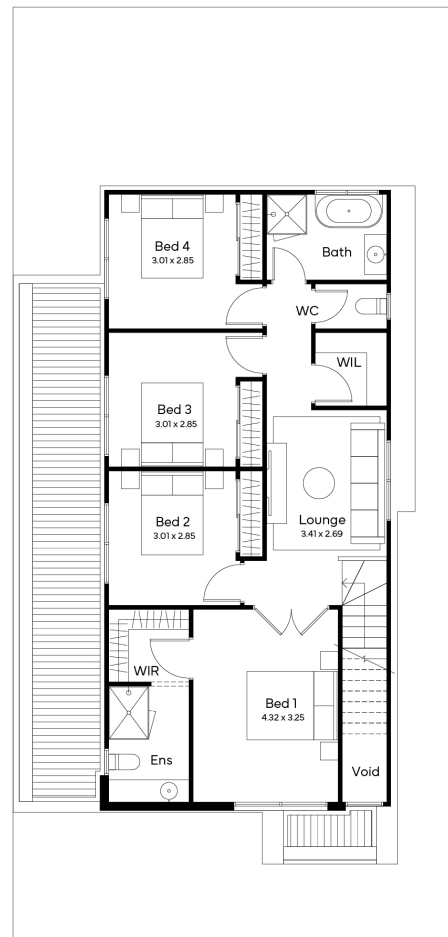 Bed 4
3.01 x 2.85
Bath
WC
WIL
Bed 3
3.01 x 2.85
Lounge
3.41 x 2.69
Bed 2
3.01 x 2.85
WIR
Bed 1
4.32 x 3.25
Ens
Void